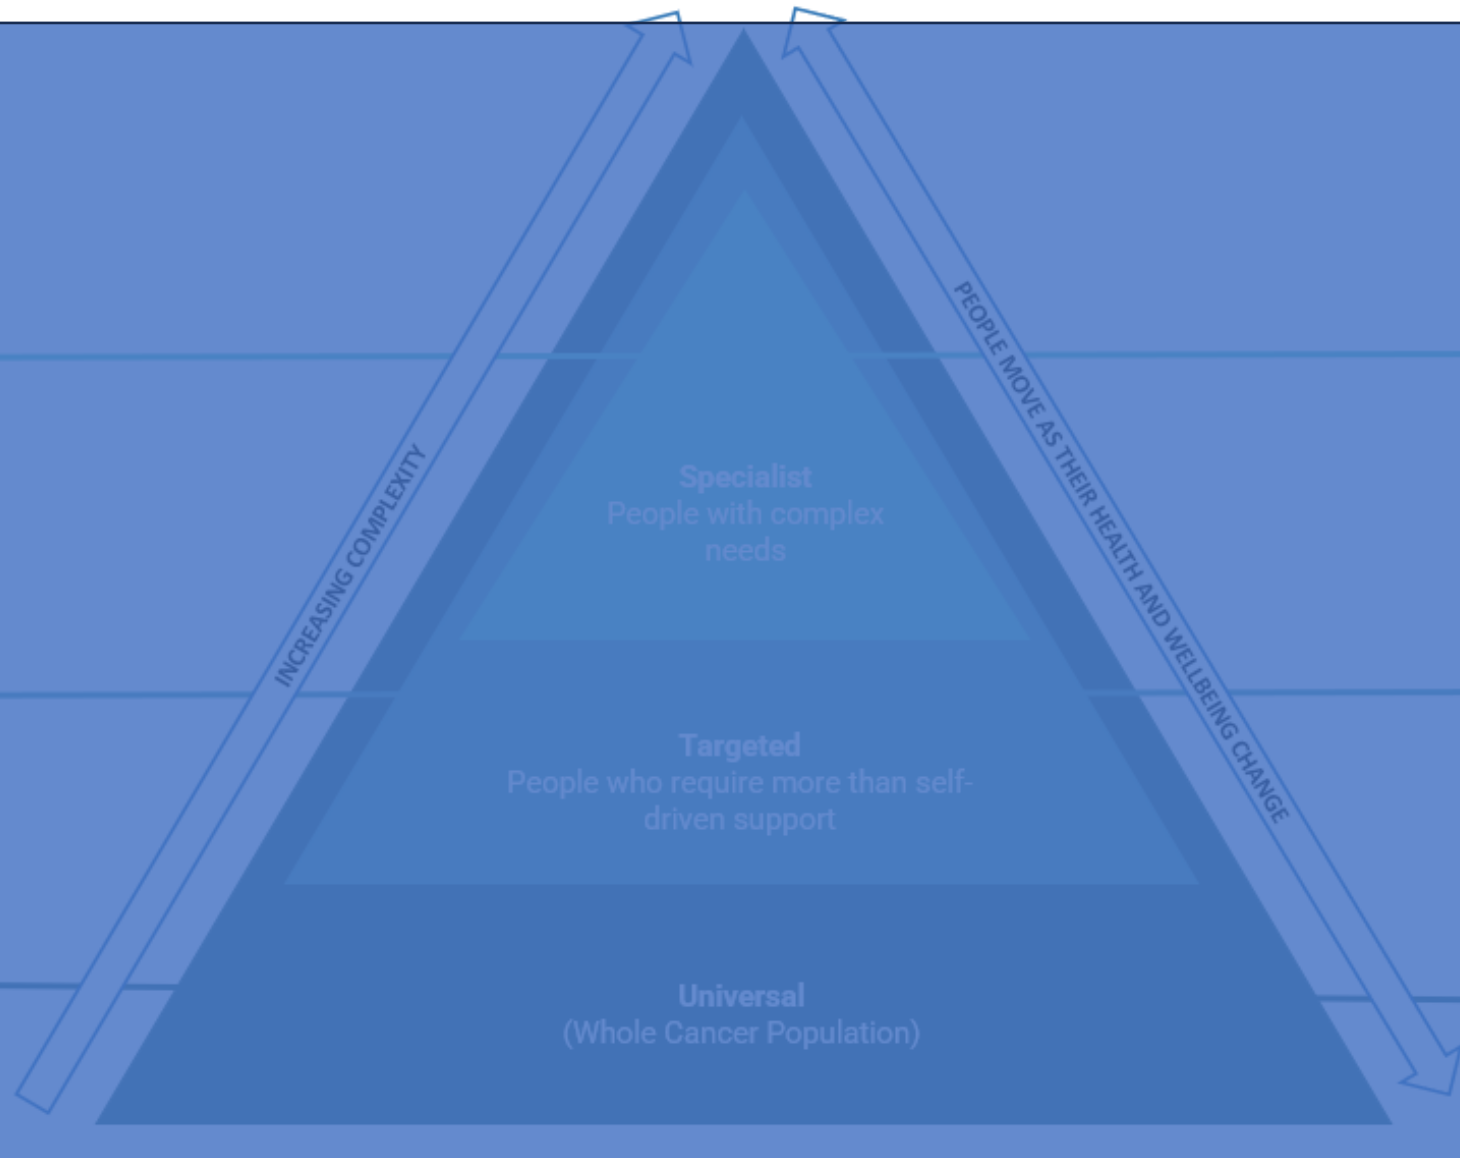 INCREASING COMPLEXITY
PEOPLE MOVE AS THEIR HEALTH AND WELLBEING CHANGE
Specialist
People with complex
needs
Targeted
People who require more than self-
driven support
Universal
(Whole Cancer Population)